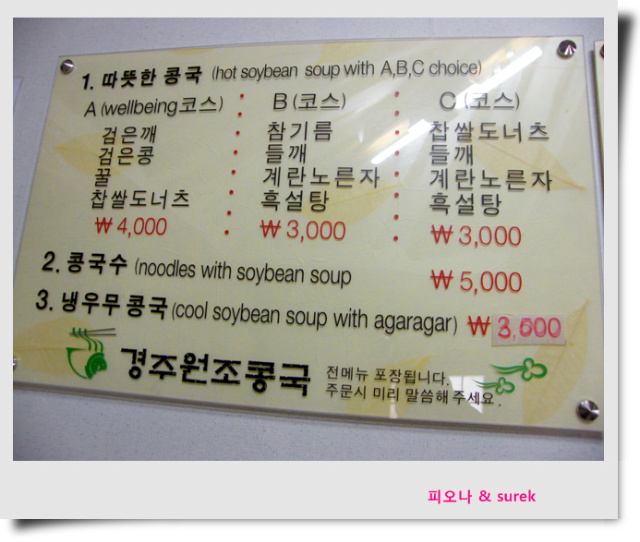 1. 따뜻한 콩국 (hot soybean soup with A,B,C choice)
A (wellbeing코스)
검은깨
검은콩
꿀
찹쌀도너츠
₩ 4,000
B (코스)
참기름
들깨
계란노른자
흑설탕
₩ 3,000
C (코스)
찹쌀도너츠
들깨
계란노른자
흑설탕
₩ 3,000
2. 콩국수 (noodles with soybean soup ₩ 5,000
3. 냉우무콩국 (cool soybean soup with agaragar) ₩ 3,500
경주원조콩국
전메뉴 포장됩니다.
주문시 미리 말씀해 주세요.
피오나 & surek